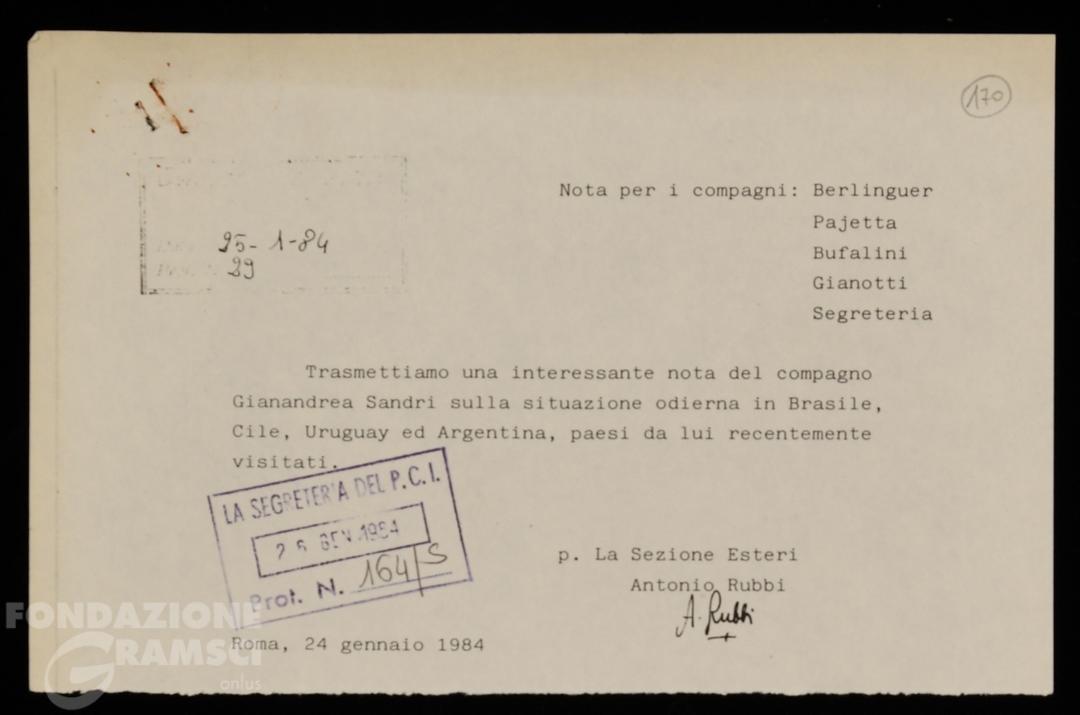 170
25-1-84
29
Nota per i compagni: Berlinguer
Pajetta
Bufalini
Gianotti
Segreteria
Trasmettiamo una interessante nota del compagno
Gianandrea Sandri sulla situazione odierna in Brasile,
Cile, Uruguay ed Argentina, paesi da lui recentemente
visitati.
LA SEGRETERIA DEL P.C.I.
GEN 1984
Prot. N. 164/S
p. La Sezione Esteri
Antonio Rubbi
A. Rubbi
Roma, 24 gennaio 1984
FONDAZIONE
GRAMSCI
onlus